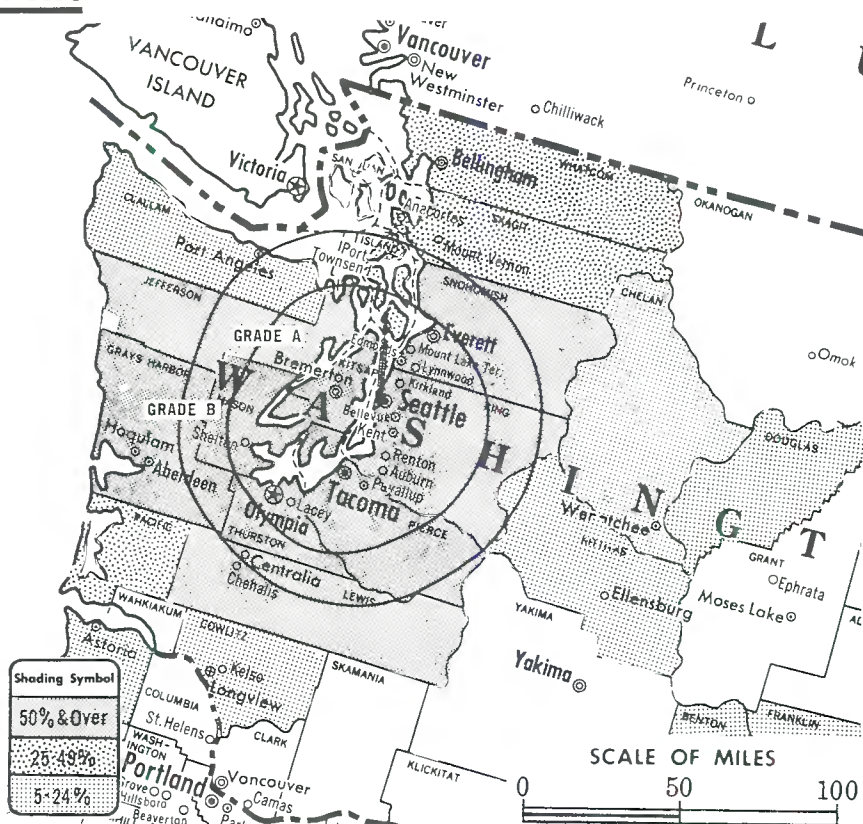 VANCOUVER
ISLAND
Vancouver
New
Westminster
Chilliwack
Princeton
L
Victoria
SAN JUAN
Bellingham
WHATCOM
OKANOGAN
CLALLAM
Anacortes
SKAGIT
Port Angeles
ISLAND
Port
Townsend
Mount Vernon
JEFFERSON
SNOHOMISH
CHELAN
GRADE A
Everett
Edmonds
Mount Lake Ter.
Lynnwood
Omok
GRAYS HARBOR
Bremerton
KITSAP
Kirkland
W A S H I N G T
GRADE B
MASON
Bellevue
Seattle
KING
DOUGLAS
Hoquiam
Shelton
Kent
Renton
Aberdeen
Auburn
Puyallup
Tacoma
Lacey
Olympia
PIERCE
Wenatchee
PACIFIC
THURSTON
KITTITAS
GRANT
Ephrata
Centralia
Chehalis
LEWIS
Ellensburg
Moses Lake
WAHKIAKUM
COWLITZ
YAKIMA
Astoria
Yakima
Kelso
Longview
SKAMANIA
Shading Symbol
50% & Over
25-49%
5-24%
COLUMBIA
St. Helens
BENTON
FRANKLIN
WASH-
INGTON
CLARK
Portland
KLICKITAT
SCALE OF MILES
0 50 100
Vancouver
Camas
Hillsboro
Beaverton